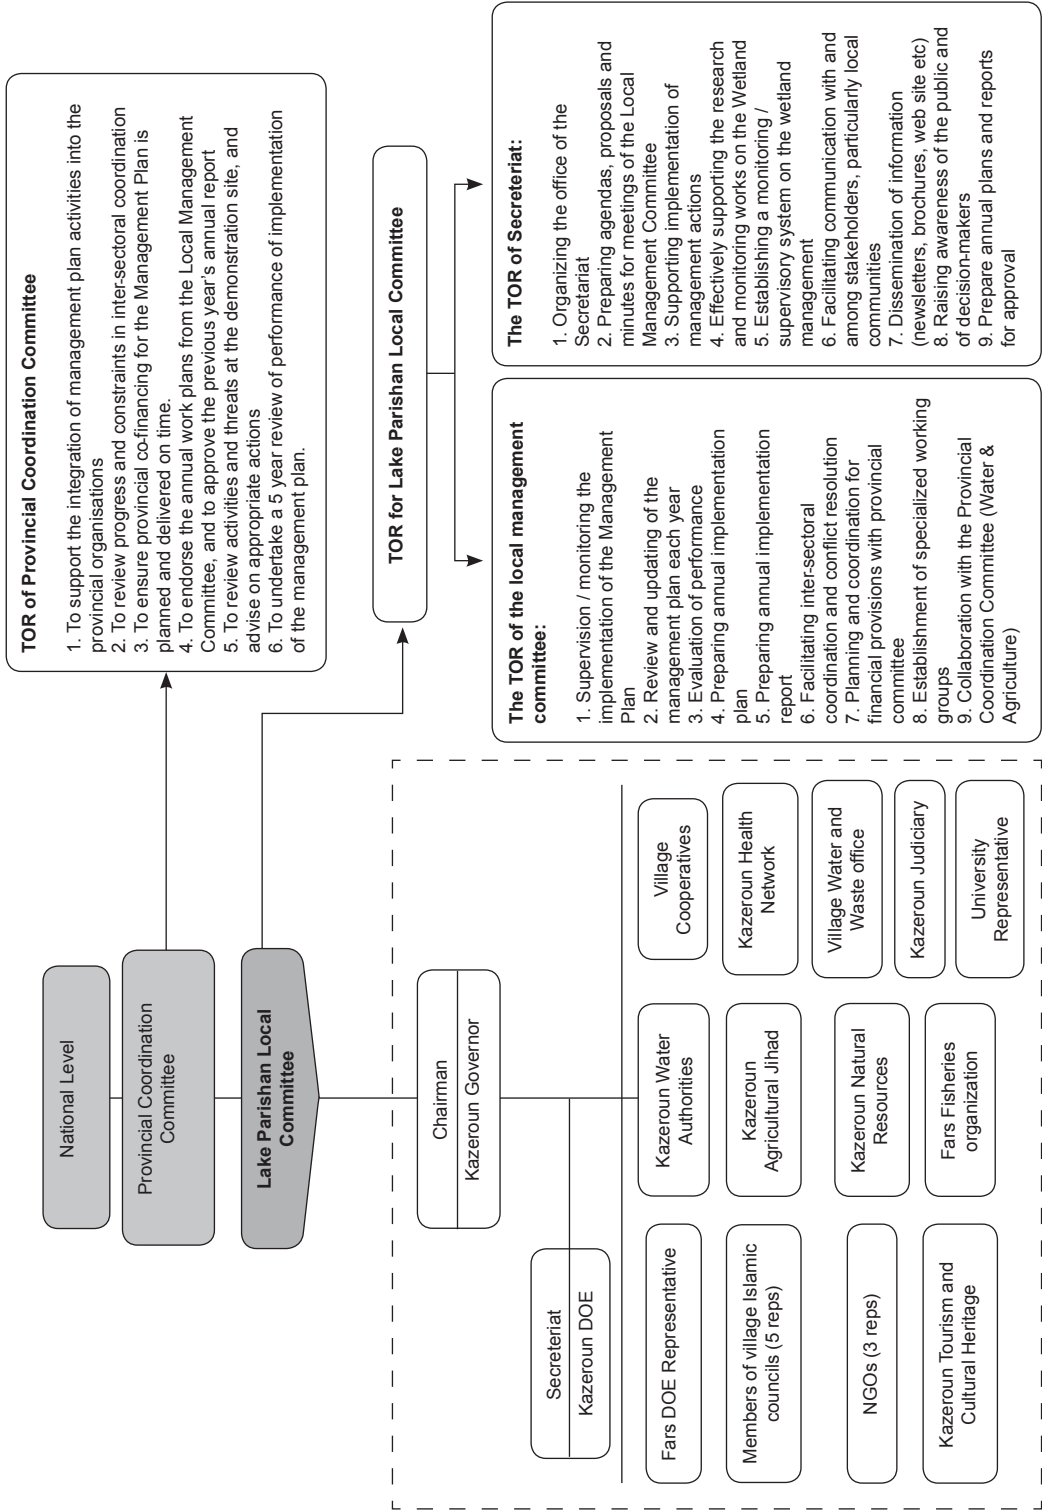 National Level
Provincial Coordination
Committee
Lake Parishan Local
Committee
TOR of Provincial Coordination Committee
1. To support the integration of management plan activities into the
provincial organisations
2. To review progress and constraints in inter-sectoral coordination
3. To ensure provincial co-financing for the Management Plan is
planned and delivered on time.
4. To endorse the annual work plans from the Local Management
Committee, and to approve the previous year's annual report
5. To review activities and threats at the demonstration site, and
advise on appropriate actions
6. To undertake a 5 year review of performance of implementation
of the management plan.
TOR for Lake Parishan Local Committee
Chairman
Kazeroun Governor
Secreteriat
Kazeroun DOE
Fars DOE Representative
Members of village Islamic
councils (5 reps)
NGOs (3 reps)
Kazeroun Tourism and
Cultural Heritage
Kazeroun Water
Authorities
Kazeroun
Agricultural Jihad
Kazeroun Natural
Resources
Fars Fisheries
organization
Village
Cooperatives
Kazeroun Health
Network
Village Water and
Waste office
Kazeroun Judiciary
University
Representative
The TOR of the local management
committee:
1. Supervision / monitoring the
implementation of the Management
Plan
2. Review and updating of the
management plan each year
3. Evaluation of performance
4. Preparing annual implementation
plan
5. Preparing annual implementation
report
6. Facilitating inter-sectoral
coordination and conflict resolution
7. Planning and coordination for
financial provisions with provincial
committee
8. Establishment of specialized working
groups
9. Collaboration with the Provincial
Coordination Committee (Water &
Agriculture)
The TOR of Secreteriat:
1. Organizing the office of the
Secretariat
2. Preparing agendas, proposals and
minutes for meetings of the Local
Management Committee
3. Supporting implementation of
management actions
4. Effectively supporting the research
and monitoring works on the Wetland
5. Establishing a monitoring /
supervisory system on the wetland
management
6. Facilitating communication with and
among stakeholders, particularly local
communities
7. Dissemination of information
(newsletters, brochures, web site etc)
8. Raising awareness of the public and
of decision-makers
9. Prepare annual plans and reports
for approval